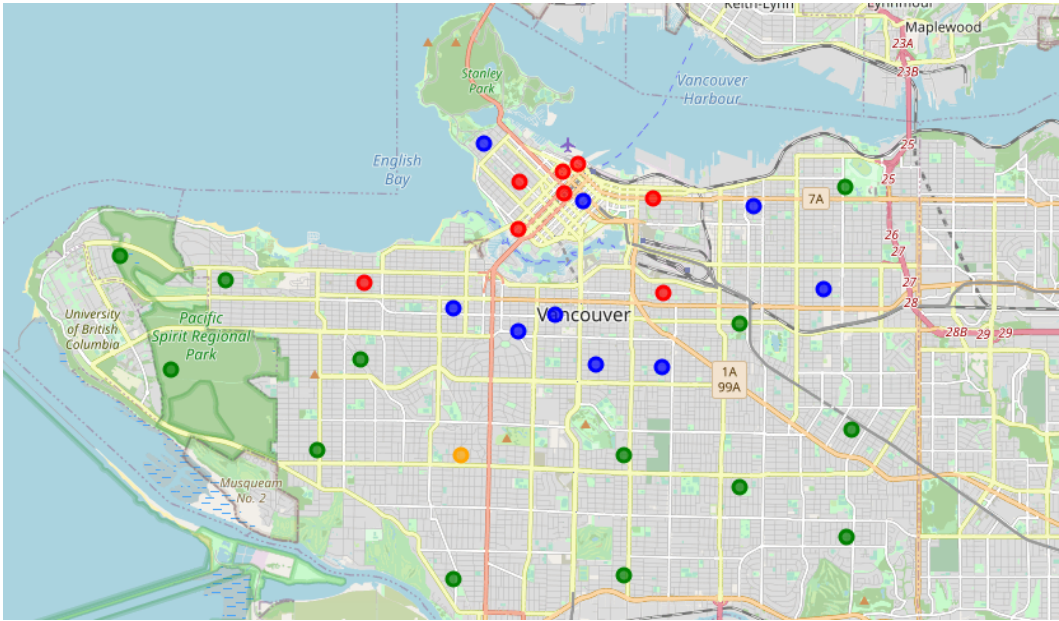 Keith-Lynn
Lynnmour
Maplewood
23A
23B
Stanley
Park
Vancouver
Harbour
English
Bay
25
25
7A
26
27
27
28
28B
29
29
University
of British
Columbia
Pacific
Spirit Regional
Park
Vancouver
1A
99A
Musqueam
No. 2